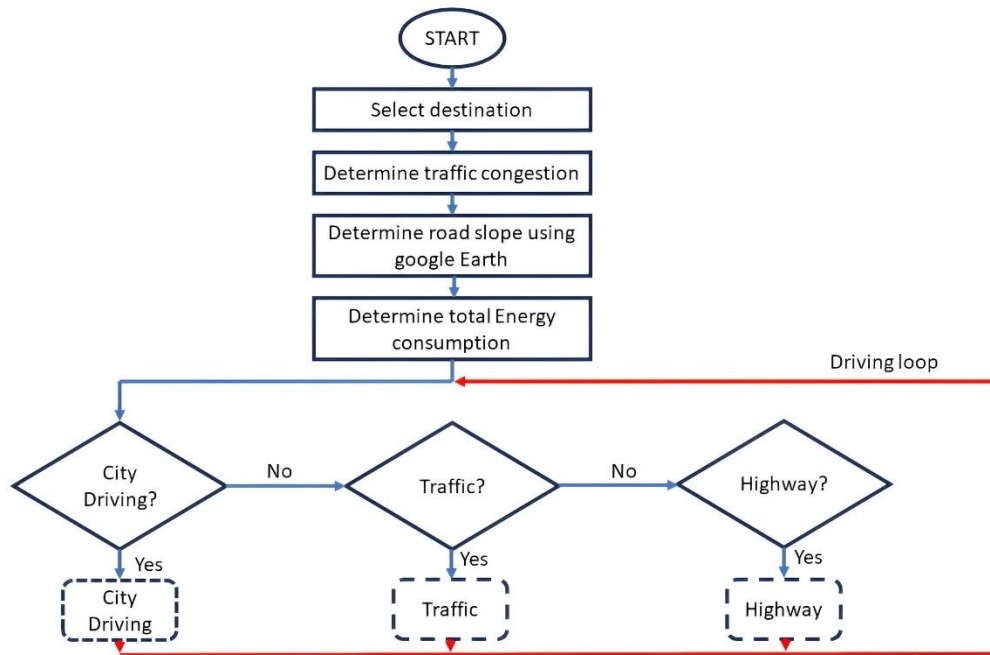 START
Select destination
Determine traffic congestion
Determine road slope using
google Earth
Determine total Energy
consumption
Driving loop
City
Driving?
No
Traffic?
No
Highway?
Yes
Yes
Yes
City
Driving
Traffic
Highway